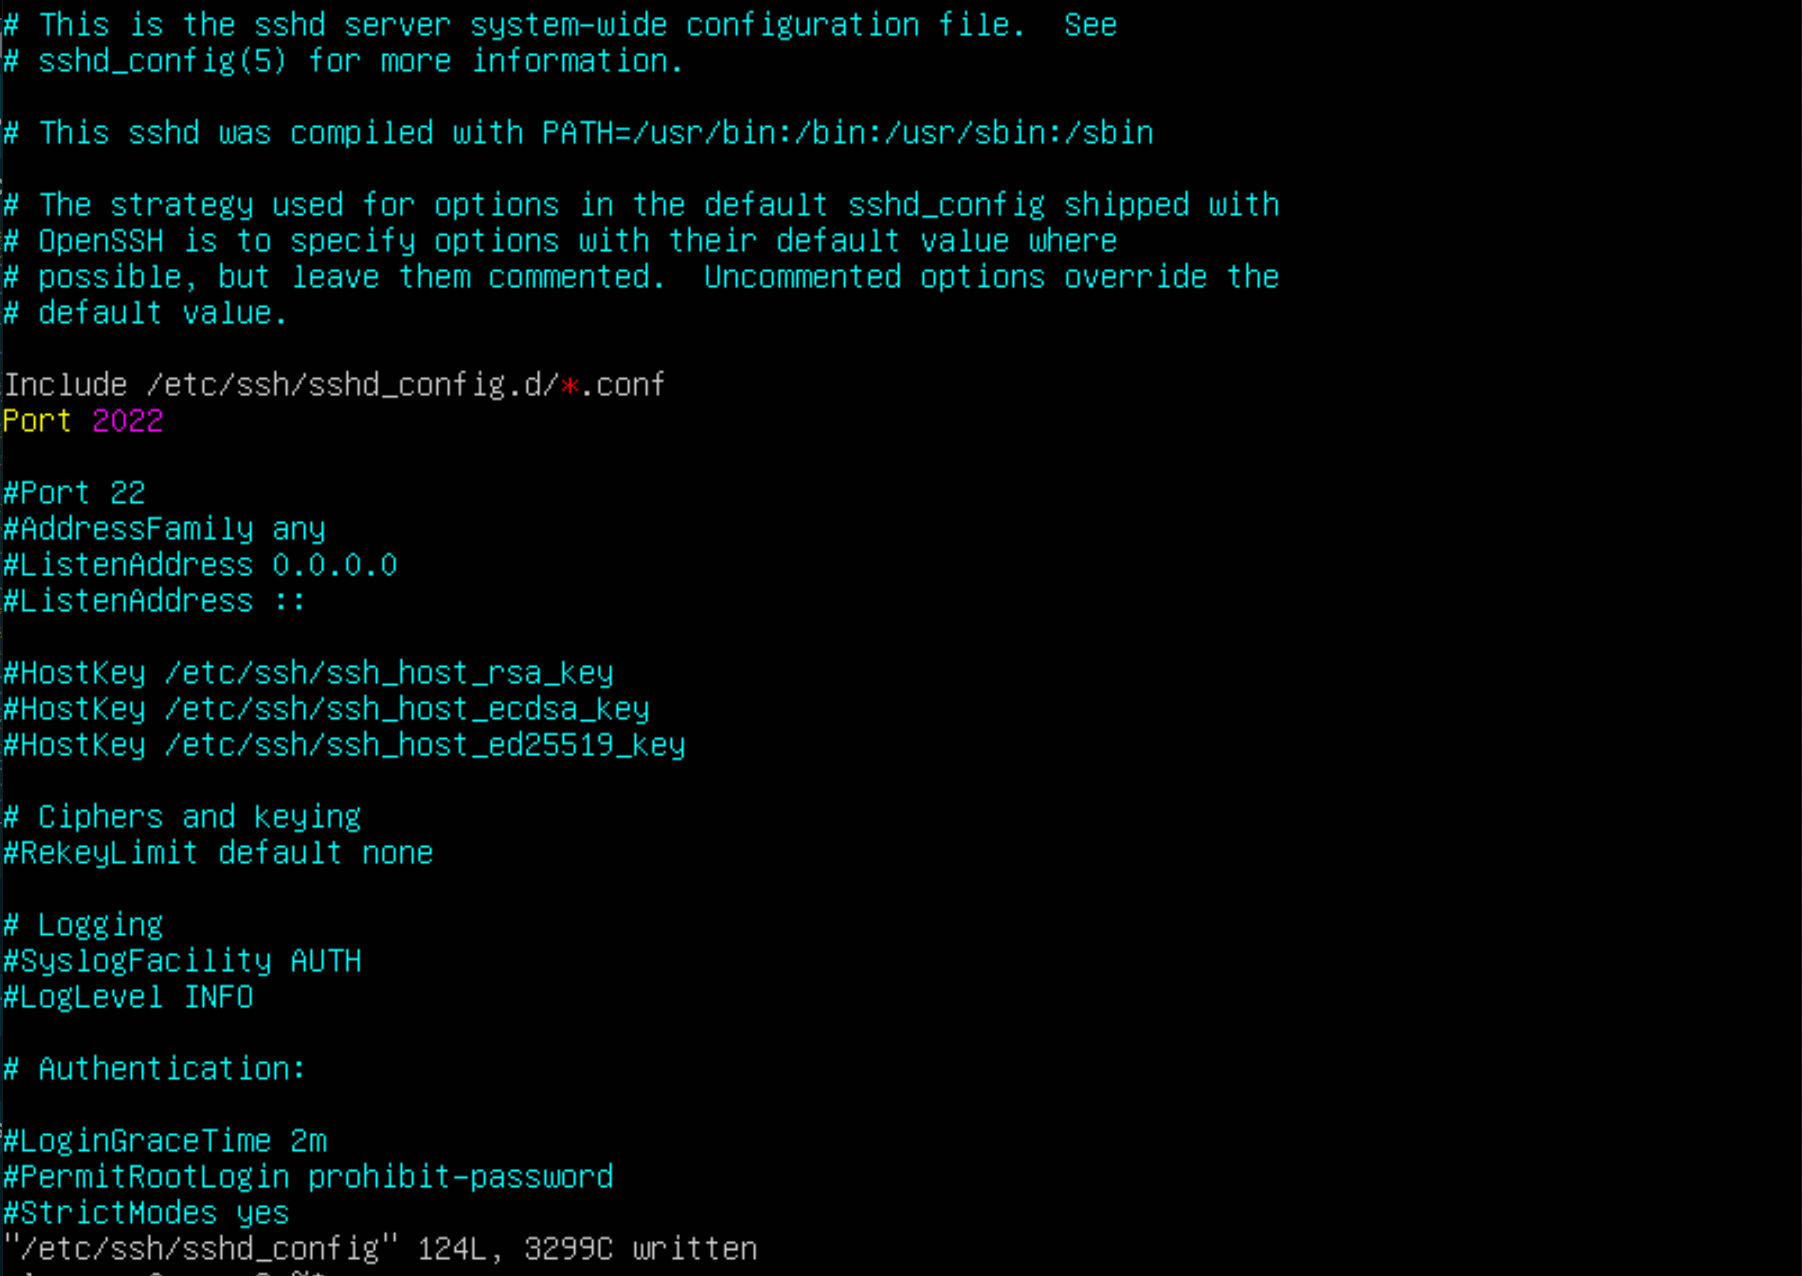 # This is the sshd server system-wide configuration file.  See
# sshd_config(5) for more information.

# This sshd was compiled with PATH=/usr/bin:/bin:/usr/sbin:/sbin

# The strategy used for options in the default sshd_config shipped with
# OpenSSH is to specify options with their default value where
# possible, but leave them commented.  Uncommented options override the
# default value.

Include /etc/ssh/sshd_config.d/*.conf
Port 2022

#Port 22
#AddressFamily any
#ListenAddress 0.0.0.0
#ListenAddress ::

#HostKey /etc/ssh/ssh_host_rsa_key
#HostKey /etc/ssh/ssh_host_ecdsa_key
#HostKey /etc/ssh/ssh_host_ed25519_key

# Ciphers and keying
#RekeyLimit default none

# Logging
#SyslogFacility AUTH
#LogLevel INFO

# Authentication:

#LoginGraceTime 2m
#PermitRootLogin prohibit-password
#StrictModes yes
"/etc/ssh/sshd_config" 124L, 3299C written